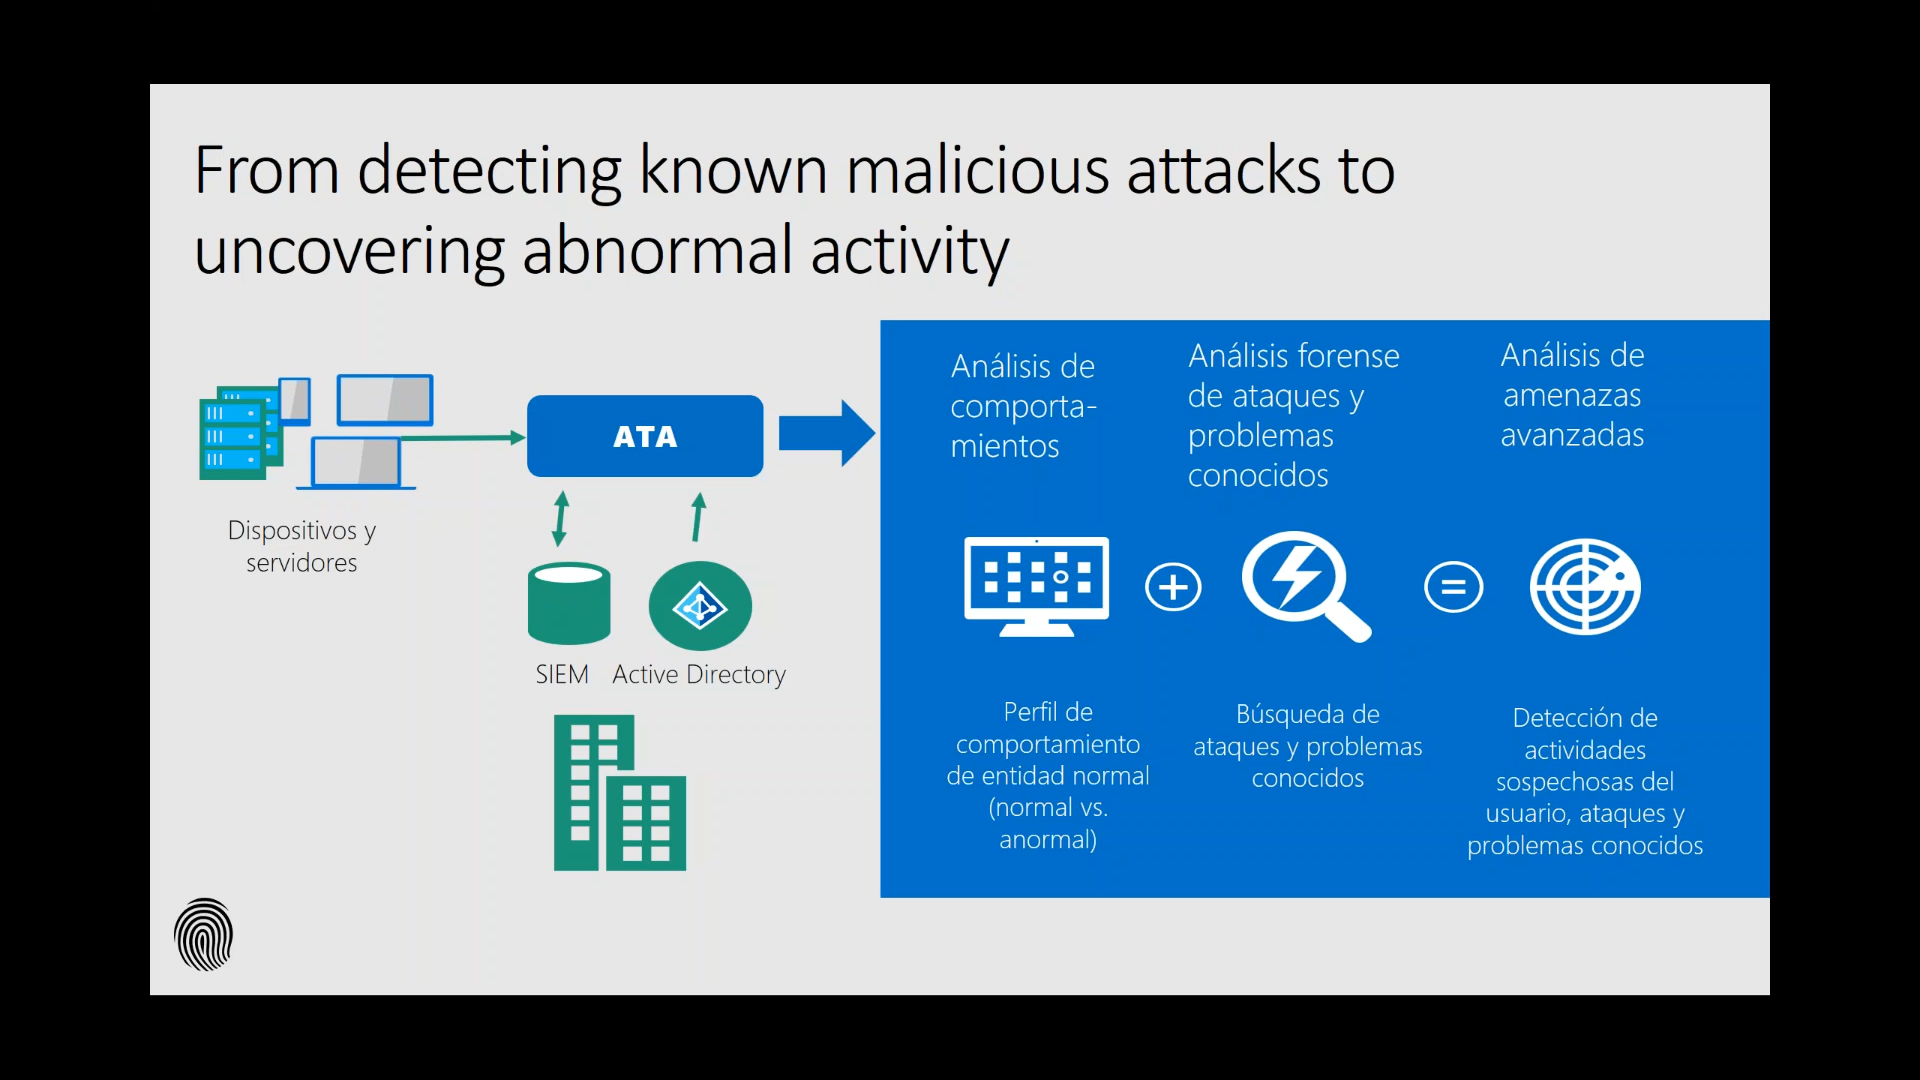 From detecting known malicious attacks to
uncovering abnormal activity
Dispositivos y
servidores
ATA
SIEM
Active Directory
Análisis de
comporta-
mientos
Análisis forense
de ataques y
problemas
conocidos
Análisis de
amenazas
avanzadas
+
=
Perfil de
comportamiento
de entidad normal
(normal vs.
anormal)
Búsqueda de
ataques y problemas
conocidos
Detección de
actividades
sospechosas del
usuario, ataques y
problemas conocidos